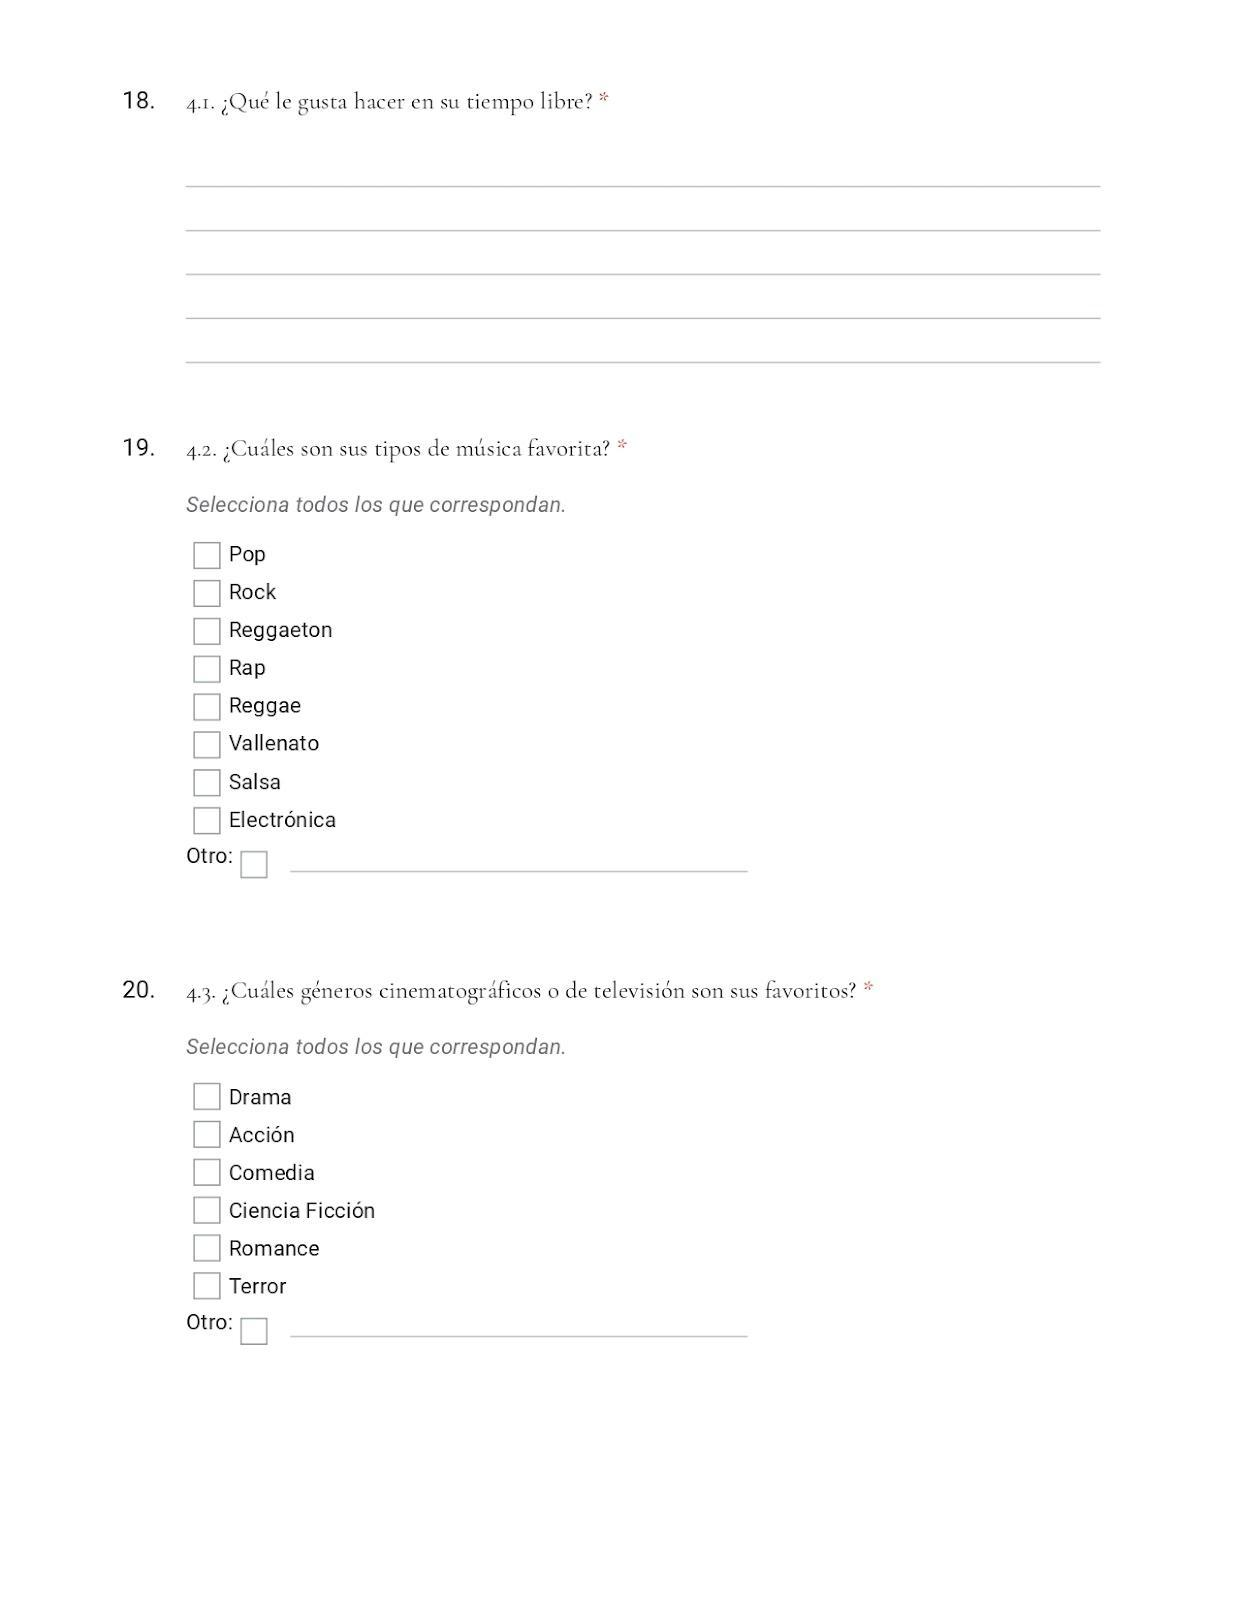 18. 4.1. ¿Qué le gusta hacer en su tiempo libre? *
19. 4.2. ¿Cuáles son sus tipos de música favorita? *
Selecciona todos los que correspondan.
Pop
Rock
Reggaeton
Rap
Reggae
Vallenato
Salsa
Electrónica
Otro:
20. 4.3. ¿Cuáles géneros cinematográficos o de televisión son sus favoritos? *
Selecciona todos los que correspondan.
Drama
Acción
Comedia
Ciencia Ficción
Romance
Terror
Otro: